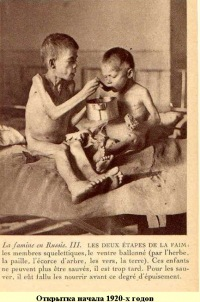 La famine en Russie. III. LES DEUX ÉTAPES DE LA FAIM:
les membres squelettiques, le ventre ballonné (par l'herbe,
la paille, l'écorce d'arbre, les vers, la terre). Ces enfants
ne peuvent plus être sauvés, il est trop tard. Pour les sau-
ver, il eût fallu les nourrir avant ce degré d'épuisement.
Открытка начала 1920-х годов